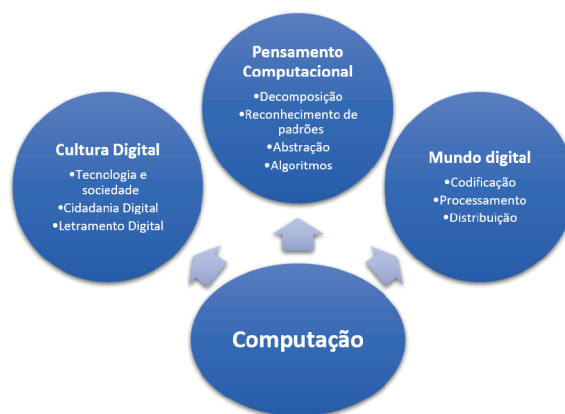 Pensamento
Computacional
•Decomposição
•Reconhecimento de
padrões
•Abstração
•Algoritmos
Cultura Digital
•Tecnologia e
sociedade
•Cidadania Digital
•Letramento Digital
Mundo digital
•Codificação
•Processamento
•Distribuição
Computação